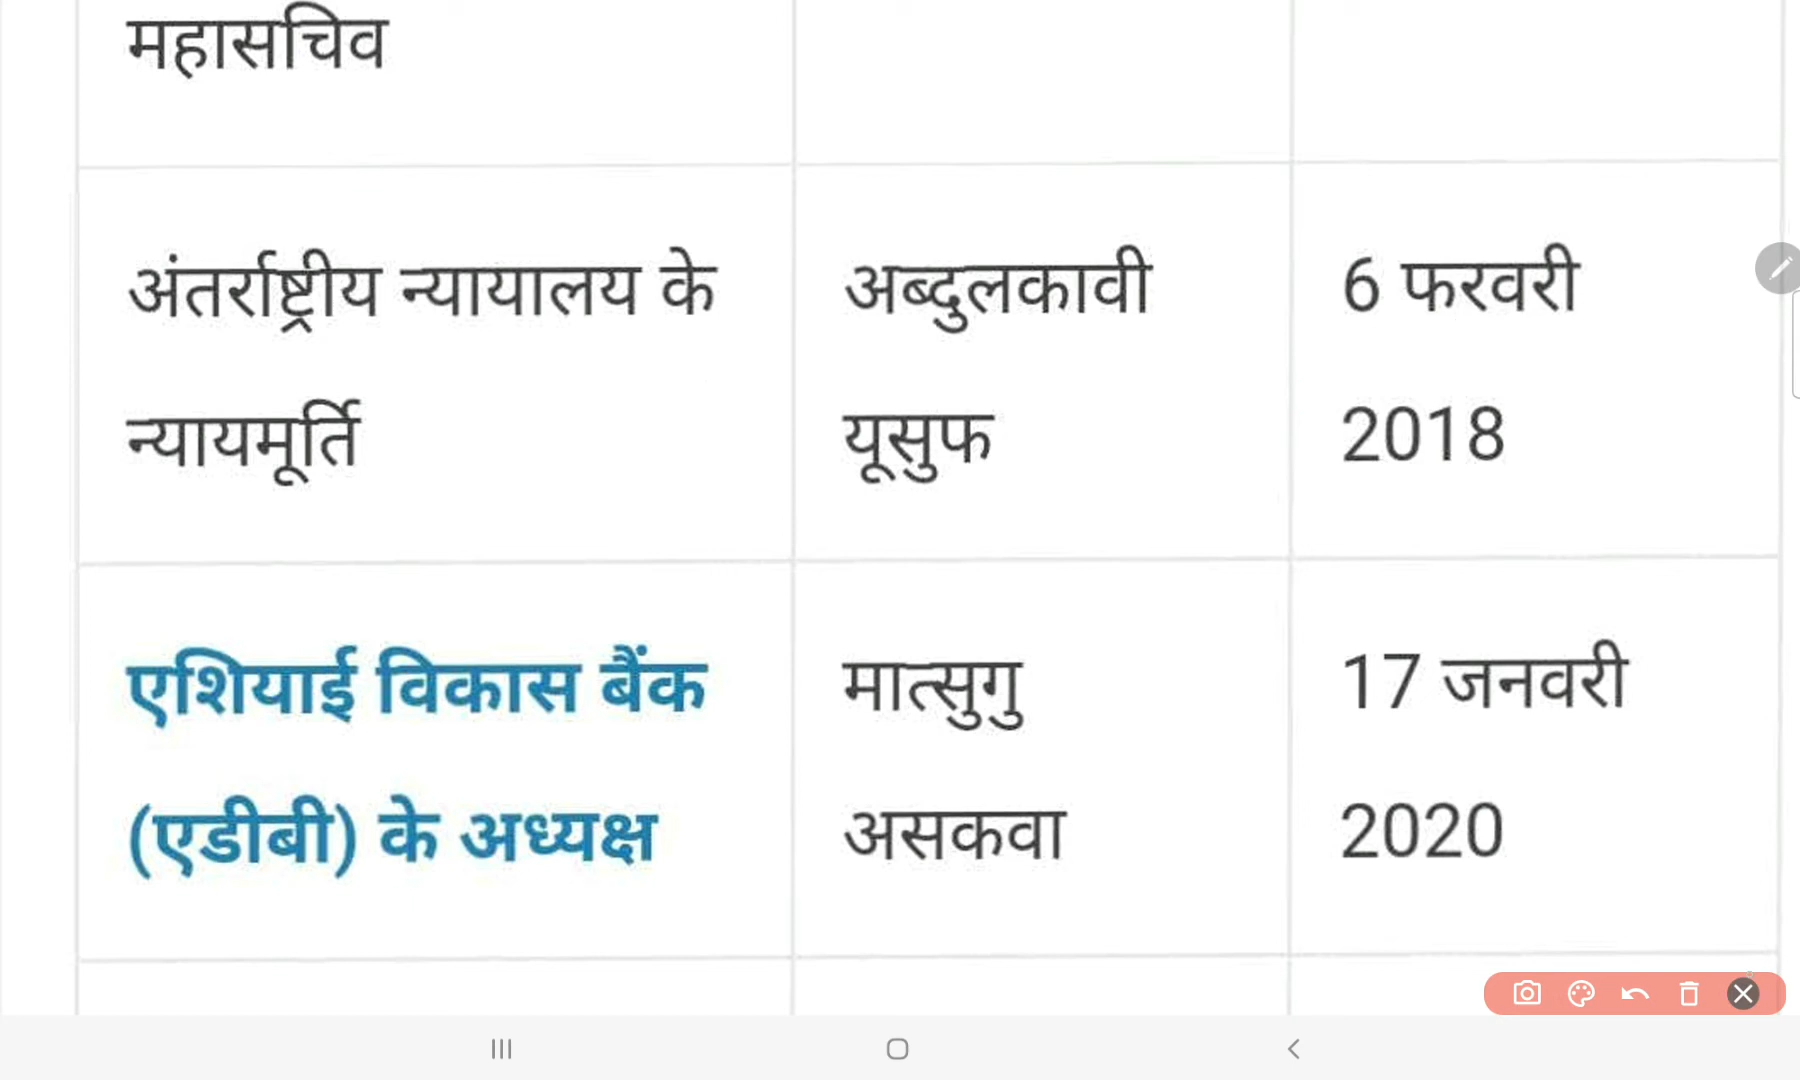 महासचिव
अंतर्राष्ट्रीय न्यायालय के
न्यायमूर्ति
अब्दुलकावी
यूसुफ
6 फरवरी
2018
एशियाई विकास बैंक
(एडीबी) के अध्यक्ष
मात्सुगु
असकवा
17 जनवरी
2020